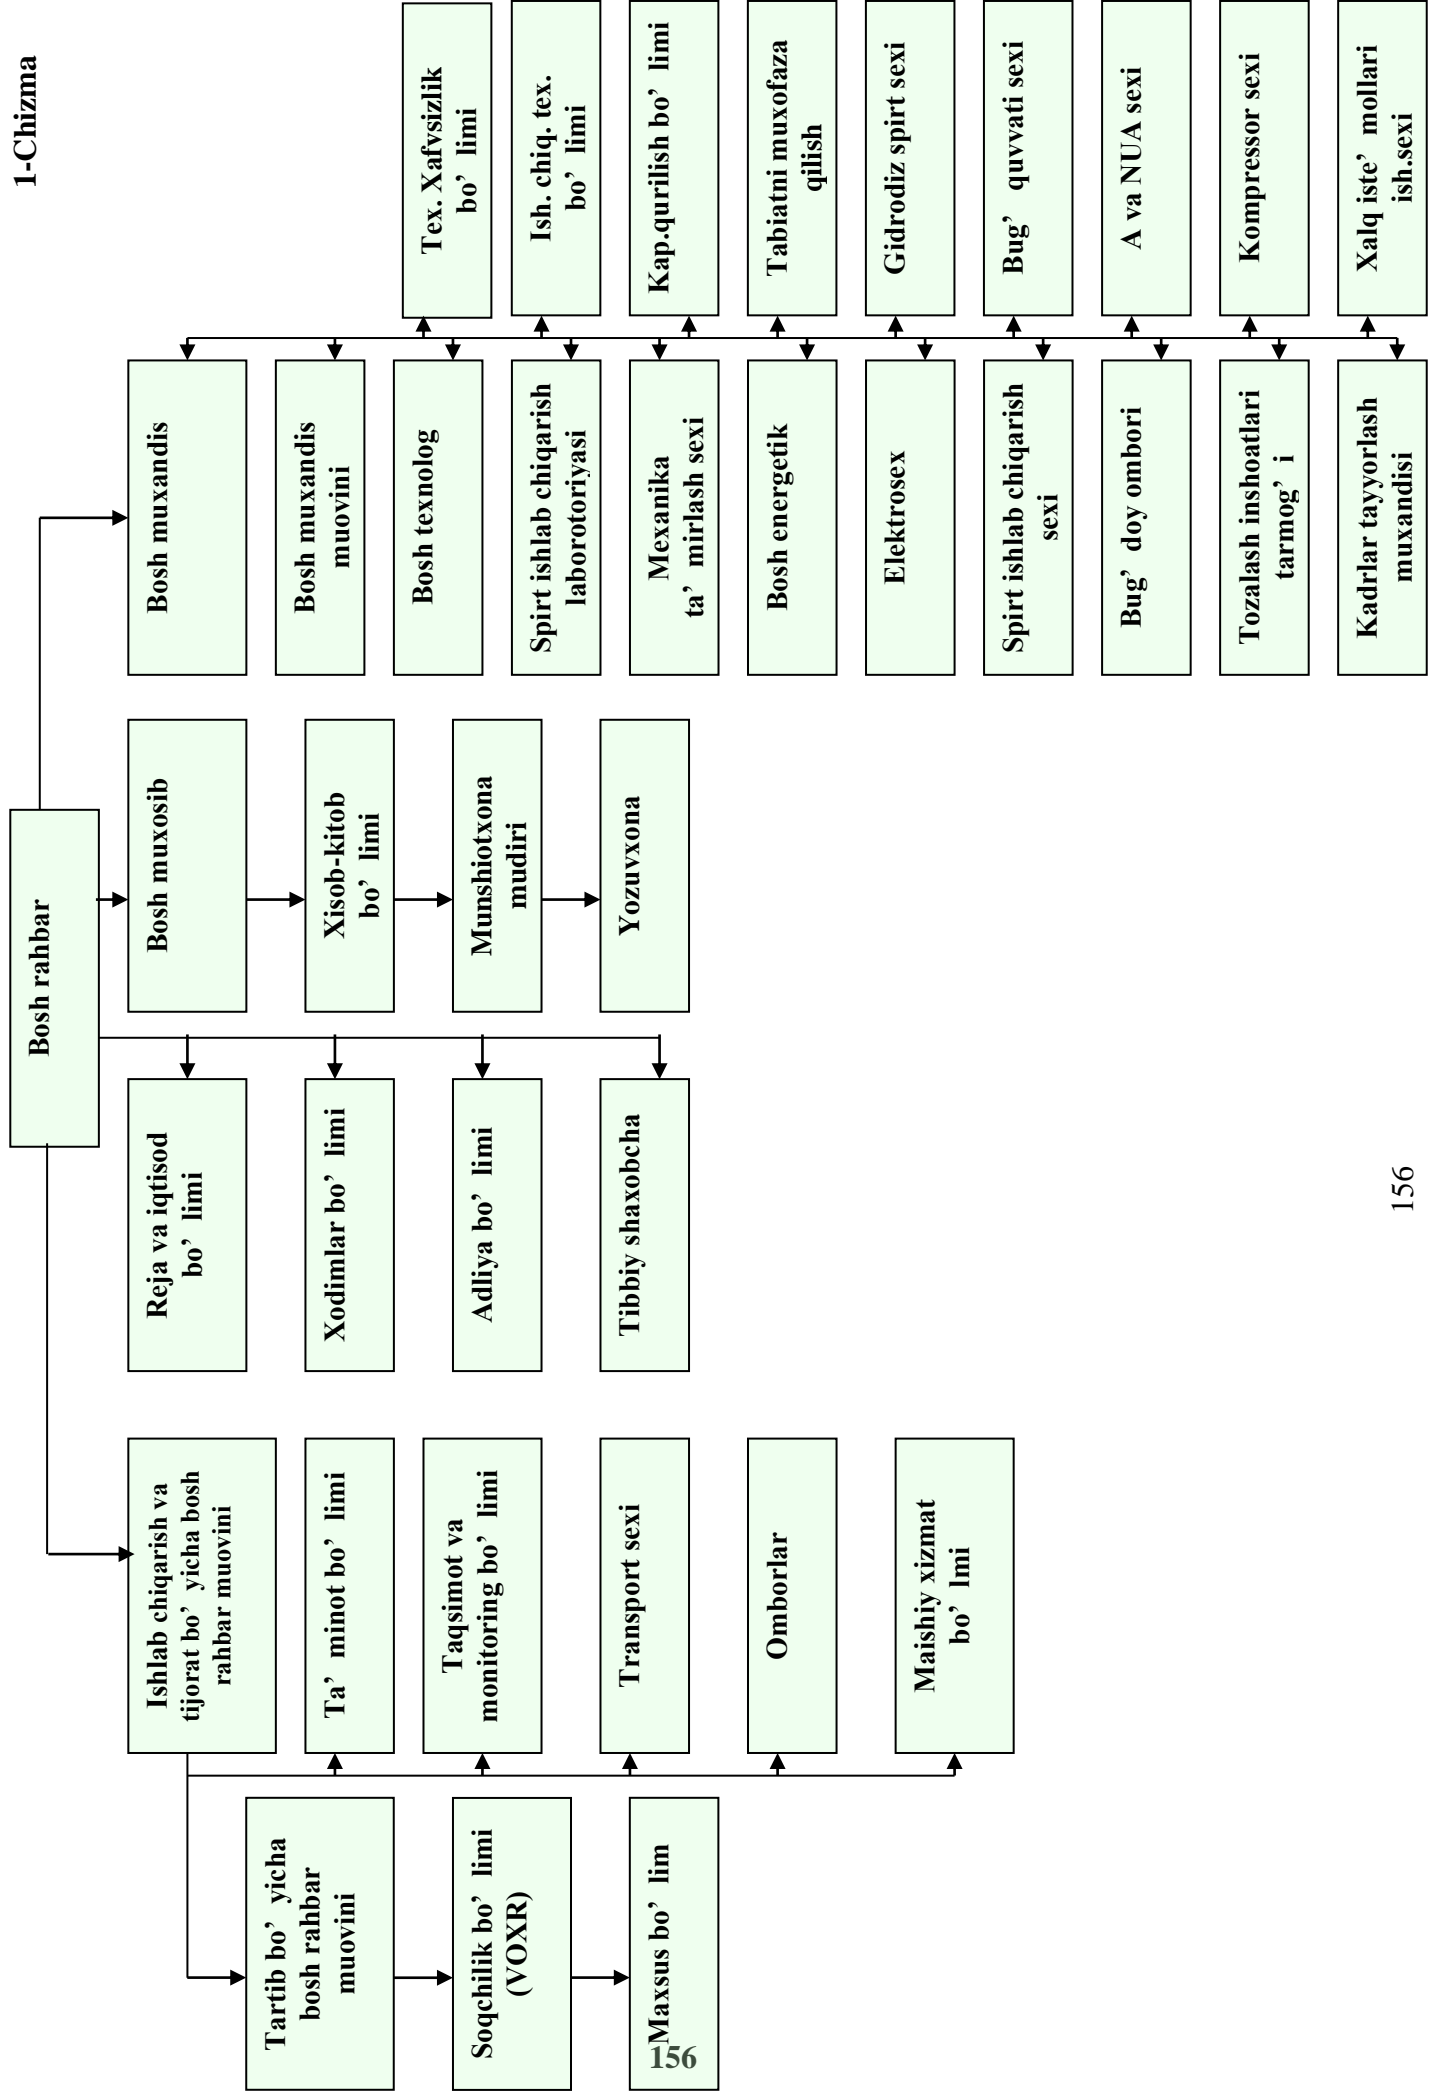 1-Chizma
Bosh rahbar
Ishlab chiqarish va
tijorat bo’ yicha bosh
rahbar muovini
Reja va iqtisod
bo’ limi
Bosh muxosib
Bosh muxandis
Tartib bo’ yicha
bosh rahbar
muovini
Ta’ minot bo’ limi
Xodimlar bo’ limi
Xisob-kitob
bo’ limi
Bosh muxandis
muovini
Tex. Xafvsizlik
bo’ limi
Taqsimot va
monitoring bo’ limi
Bosh texnolog
Soqchilik bo’ limi
(VOXR)
Adliya bo’ limi
Munshiotxona
mudiri
Spirt ishlab chiqarish
laborotoriyasi
Ish. chiq. tex.
bo’ limi
Maxsus bo’ lim
Transport sexi
Tibbiy shaxobcha
Yozuvxona
Mexanika
ta’ mirlash sexi
Kap.qurilish bo’ limi
Omborlar
Bosh energetik
Tabiatni muxofaza
qilish
Maishiy xizmat
bo’ lmi
Elektrosex
Gidrodiz spirt sexi
Spirt ishlab chiqarish
sexi
Bug’ quvvati sexi
Bug’ doy ombori
A va NUA sexi
Tozalash inshoatlari
tarmog’ i
Kompressor sexi
Kadrlar tayyorlash
muxandisi
Xalq iste’ mollari
ish.sexi
156
156